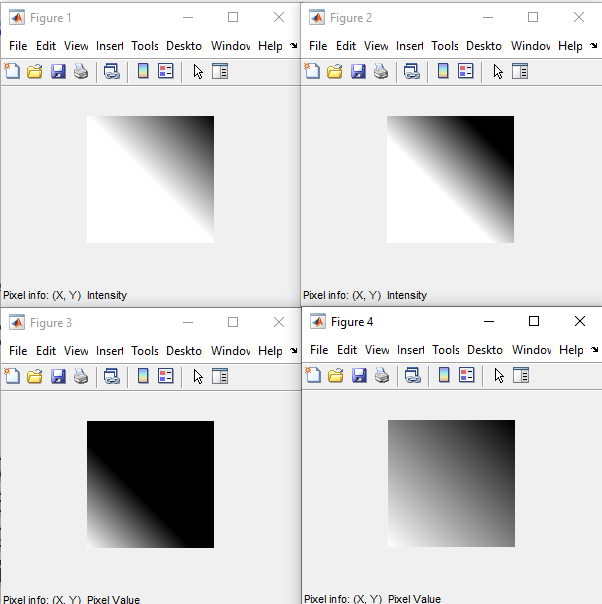 Figure 1
File Edit View Insert Tools Deskto Window Help
Pixel info: (X, Y) Intensity
Figure 2
File Edit View Insert Tools Deskto Window Help
Pixel info: (X, Y) Intensity
Figure 3
File Edit View Insert Tools Deskto Window Help
Pixel info: (X, Y) Pixel Value
Figure 4
File Edit View Insert Tools Deskto Window Help
Pixel info: (X, Y) Pixel Value